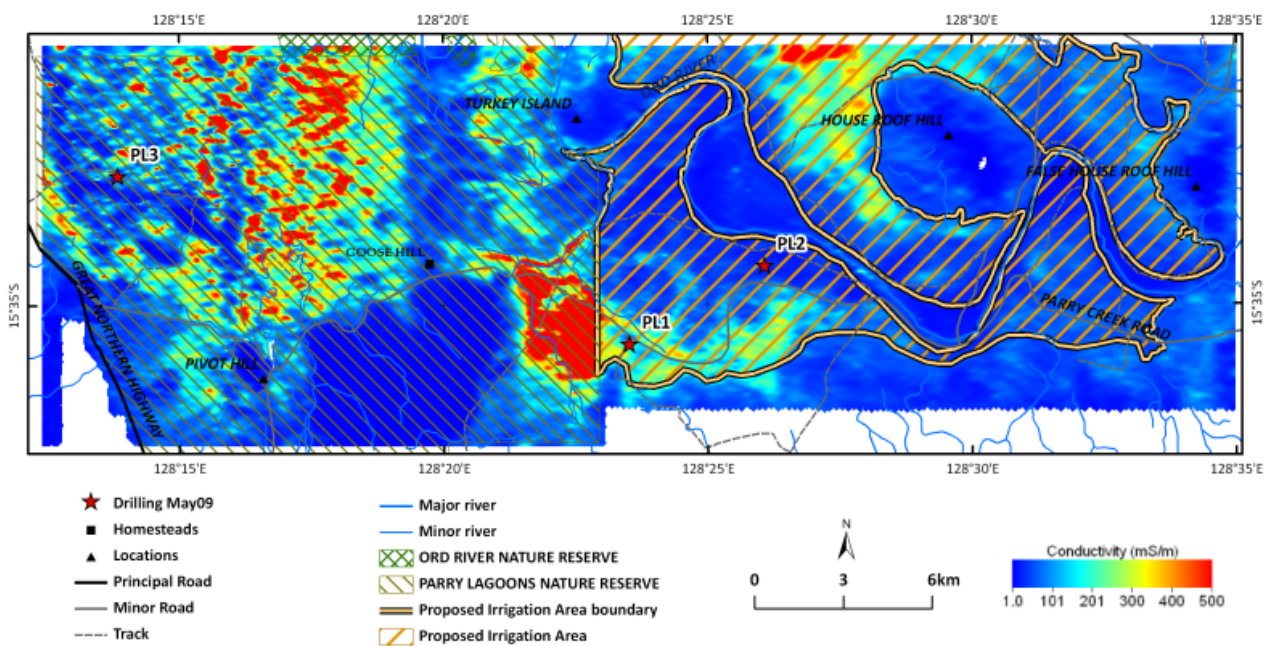 128°15'E 128°20'E 128°25'E 128°30'E 128°35'E
ORD RIVER
TURKEY ISLAND
HOUSE ROOF HILL
PL3
FALSE HOUSE ROOF HILL
PL2
GOOSE HILL
GREAT NORTHERN HIGHWAY
15°35'S
15°35'S
PARRY CREEK ROAD
PL1
PIVOT HILL
128°15'E 128°20'E 128°25'E 128°30'E 128°35'E
Drilling May09
Homesteads
Locations
Principal Road
Minor Road
Track
Major river
Minor river
ORD RIVER NATURE RESERVE
PARRY LAGOONS NATURE RESERVE
Proposed Irrigation Area boundary
Proposed Irrigation Area
N
0 3 6km
Conductivity (mS/m)
1.0 101 201 300 400 500